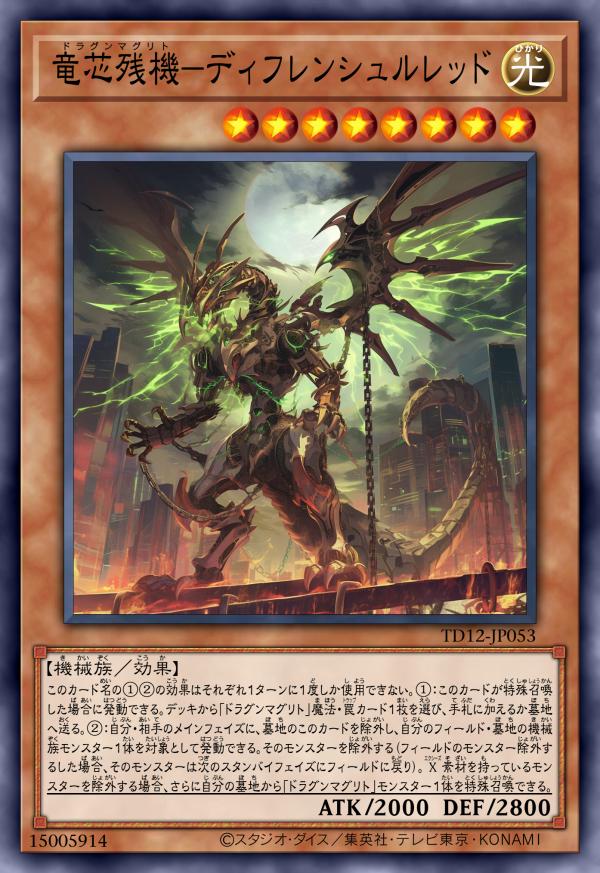 ドラグンマグリト
竜芯残機－ディフレンシュルレッド
ひかり
光
TD12-JP053
【機械族／効果】
このカード名の①②の効果はそれぞれ1ターンに1度しか使用できない。①：このカードが特殊召喚
した場合に発動できる。デッキから「ドラグンマグリト」魔法・罠カード1枚を選び、手札に加えるか墓地
へ送る。②：自分・相手のメインフェイズに、墓地のこのカードを除外し、自分のフィールド・墓地の機械
族モンスター1体を対象として発動できる。そのモンスターを除外する（フィールドのモンスター除外す
るした場合、そのモンスターは次のスタンバイフェイズにフィールドに戻り）。X素材を持っているモン
スターを除外する場合、さらに自分の墓地から「ドラグンマグリト」モンスター1体を特殊召喚できる。
ATK/2000 DEF/2800
15005914
©スタジオ・ダイス／集英社・テレビ東京・KONAMI